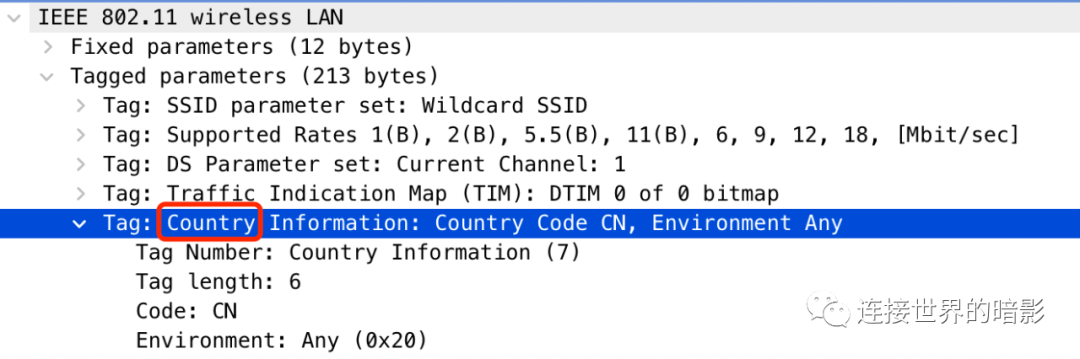 IEEE 802.11 wireless LAN
Fixed parameters (12 bytes)
Tagged parameters (213 bytes)
Tag: SSID parameter set: Wildcard SSID
Tag: Supported Rates 1(B), 2(B), 5.5(B), 11(B), 6, 9, 12, 18, [Mbit/sec]
Tag: DS Parameter set: Current Channel: 1
Tag: Traffic Indication Map (TIM): DTIM 0 of 0 bitmap
Tag: Country Information: Country Code CN, Environment Any
Tag Number: Country Information (7)
Tag length: 6
Code: CN
Environment: Any (0x20)
连接世界的暗影